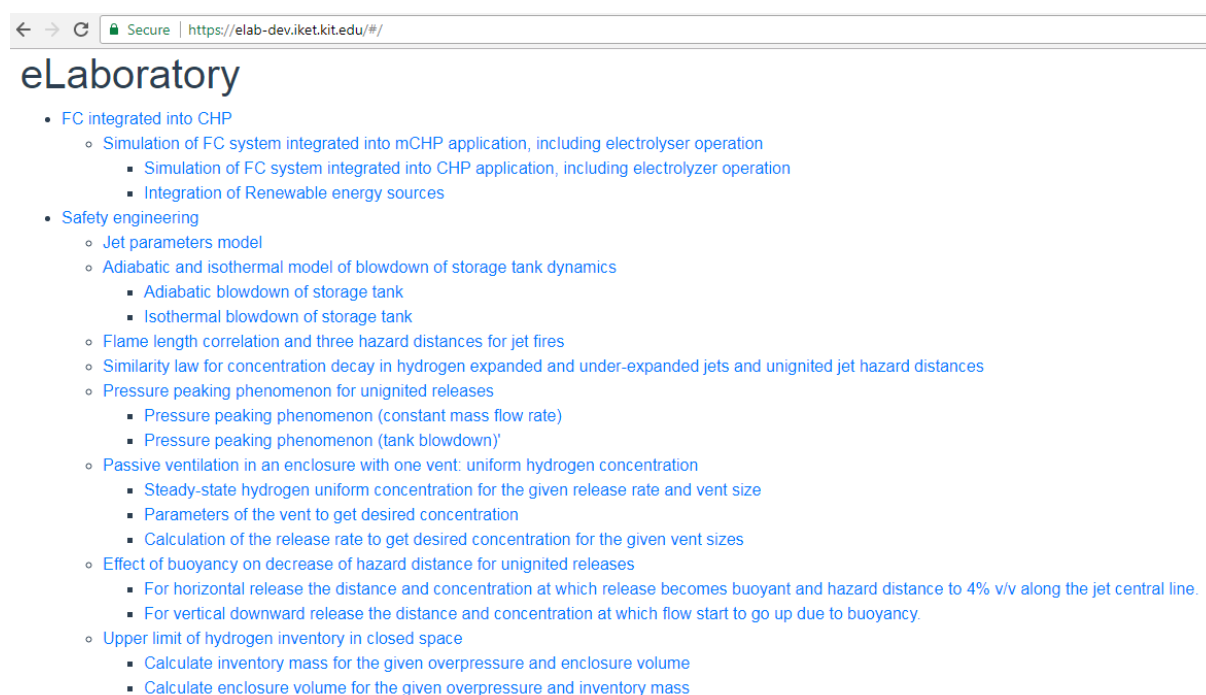 Secure | https://elab-dev.iket.kit.edu/#/
eLaboratory
FC integrated into CHP
Simulation of FC system integrated into mCHP application, including electrolyser operation
Simulation of FC system integrated into CHP application, including electrolyzer operation
Integration of Renewable energy sources
Safety engineering
Jet parameters model
Adiabatic and isothermal model of blowdown of storage tank dynamics
Adiabatic blowdown of storage tank
Isothermal blowdown of storage tank
Flame length correlation and three hazard distances for jet fires
Similarity law for concentration decay in hydrogen expanded and under-expanded jets and unignited jet hazard distances
Pressure peaking phenomenon for unignited releases
Pressure peaking phenomenon (constant mass flow rate)
Pressure peaking phenomenon (tank blowdown)'
Passive ventilation in an enclosure with one vent: uniform hydrogen concentration
Steady-state hydrogen uniform concentration for the given release rate and vent size
Parameters of the vent to get desired concentration
Calculation of the release rate to get desired concentration for the given vent sizes
Effect of buoyancy on decrease of hazard distance for unignited releases
For horizontal release the distance and concentration at which release becomes buoyant and hazard distance to 4% v/v along the jet central line.
For vertical downward release the distance and concentration at which flow start to go up due to buoyancy.
Upper limit of hydrogen inventory in closed space
Calculate inventory mass for the given overpressure and enclosure volume
Calculate enclosure volume for the given overpressure and inventory mass